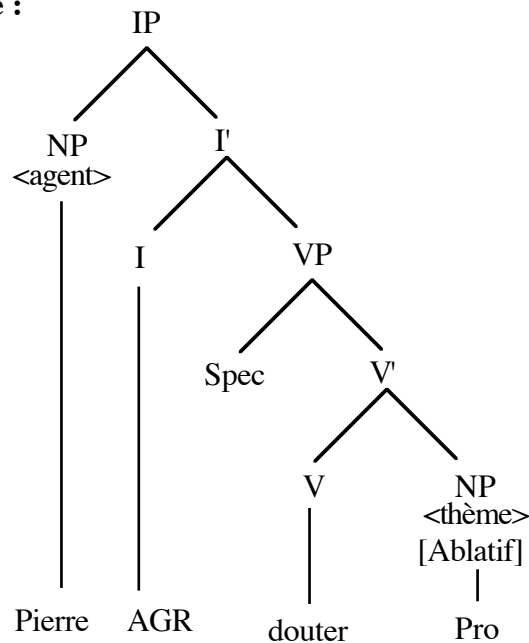 e :
IP
NP I'
<agent>
I VP
Spec V'
V NP
<thème>
[Ablatif]
Pierre AGR douter Pro